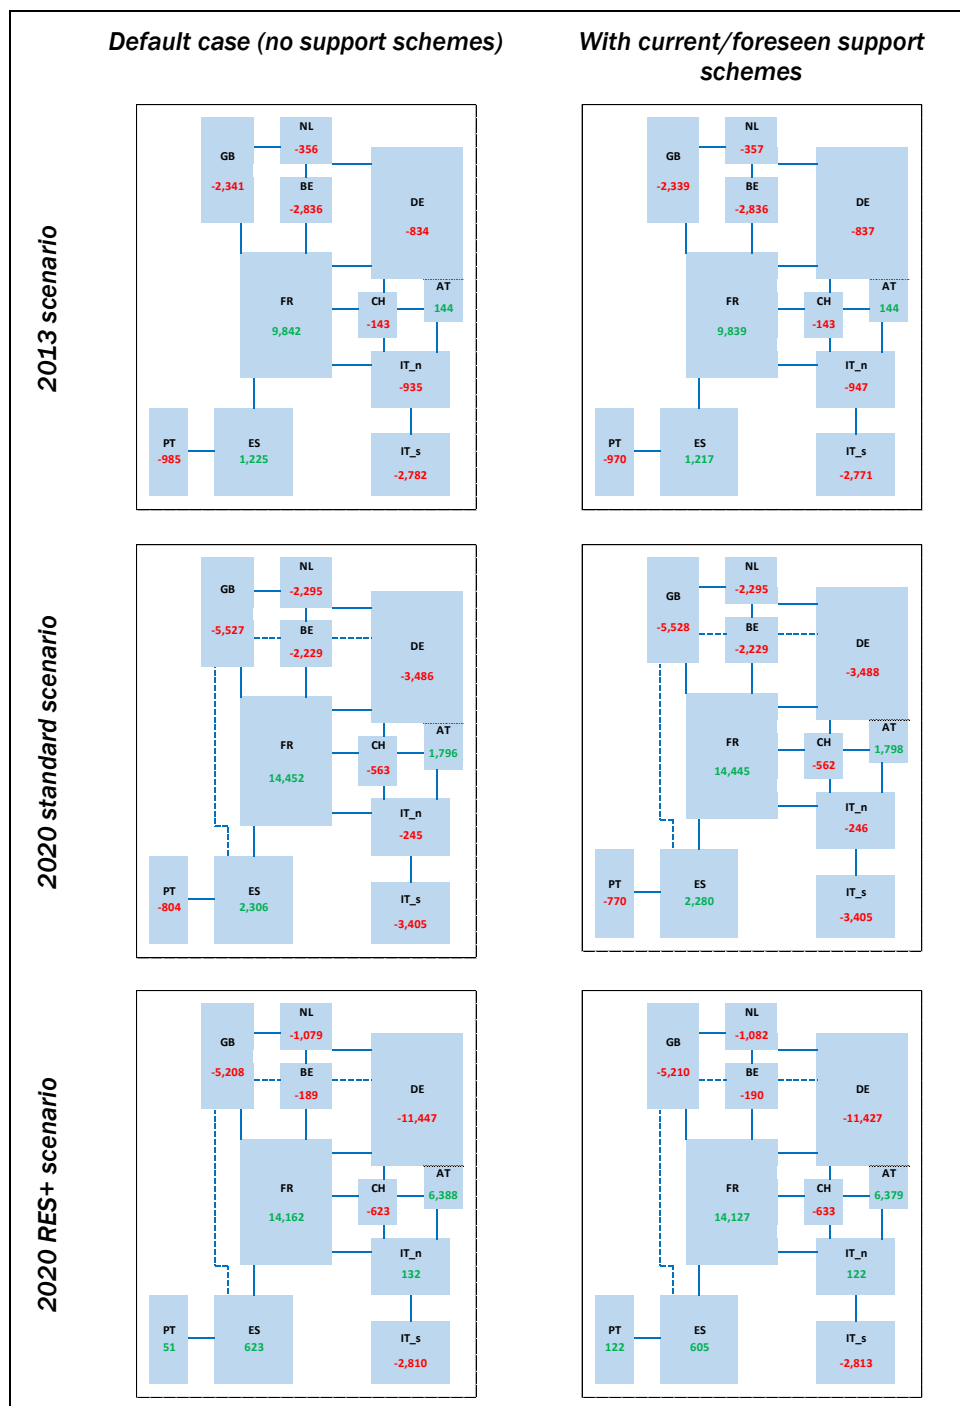 Default case (no support schemes)
With current/foreseen support
schemes
2013 scenario
NL
-356
GB
-2,341
BE
-2,836
DE
-834
FR
9,842
CH
-143
AT
144
IT_n
-935
PT
-985
ES
1,225
IT_s
-2,782
NL
-357
GB
-2,339
BE
-2,836
DE
-837
FR
9,839
CH
-143
AT
144
IT_n
-947
PT
-970
ES
1,217
IT_s
-2,771
2020 standard scenario
NL
-2,295
GB
-5,527
BE
-2,229
DE
-3,486
FR
14,452
CH
-563
AT
1,796
IT_n
-245
PT
-804
ES
2,306
IT_s
-3,405
NL
-2,295
GB
-5,528
BE
-2,229
DE
-3,488
FR
14,445
CH
-562
AT
1,798
IT_n
-246
PT
-770
ES
2,280
IT_s
-3,405
2020 RES+ scenario
NL
-1,079
GB
-5,208
BE
-189
DE
-11,447
FR
14,162
CH
-623
AT
6,388
IT_n
132
PT
51
ES
623
IT_s
-2,810
NL
-1,082
GB
-5,210
BE
-190
DE
-11,427
FR
14,127
CH
-633
AT
6,379
IT_n
122
PT
122
ES
605
IT_s
-2,813